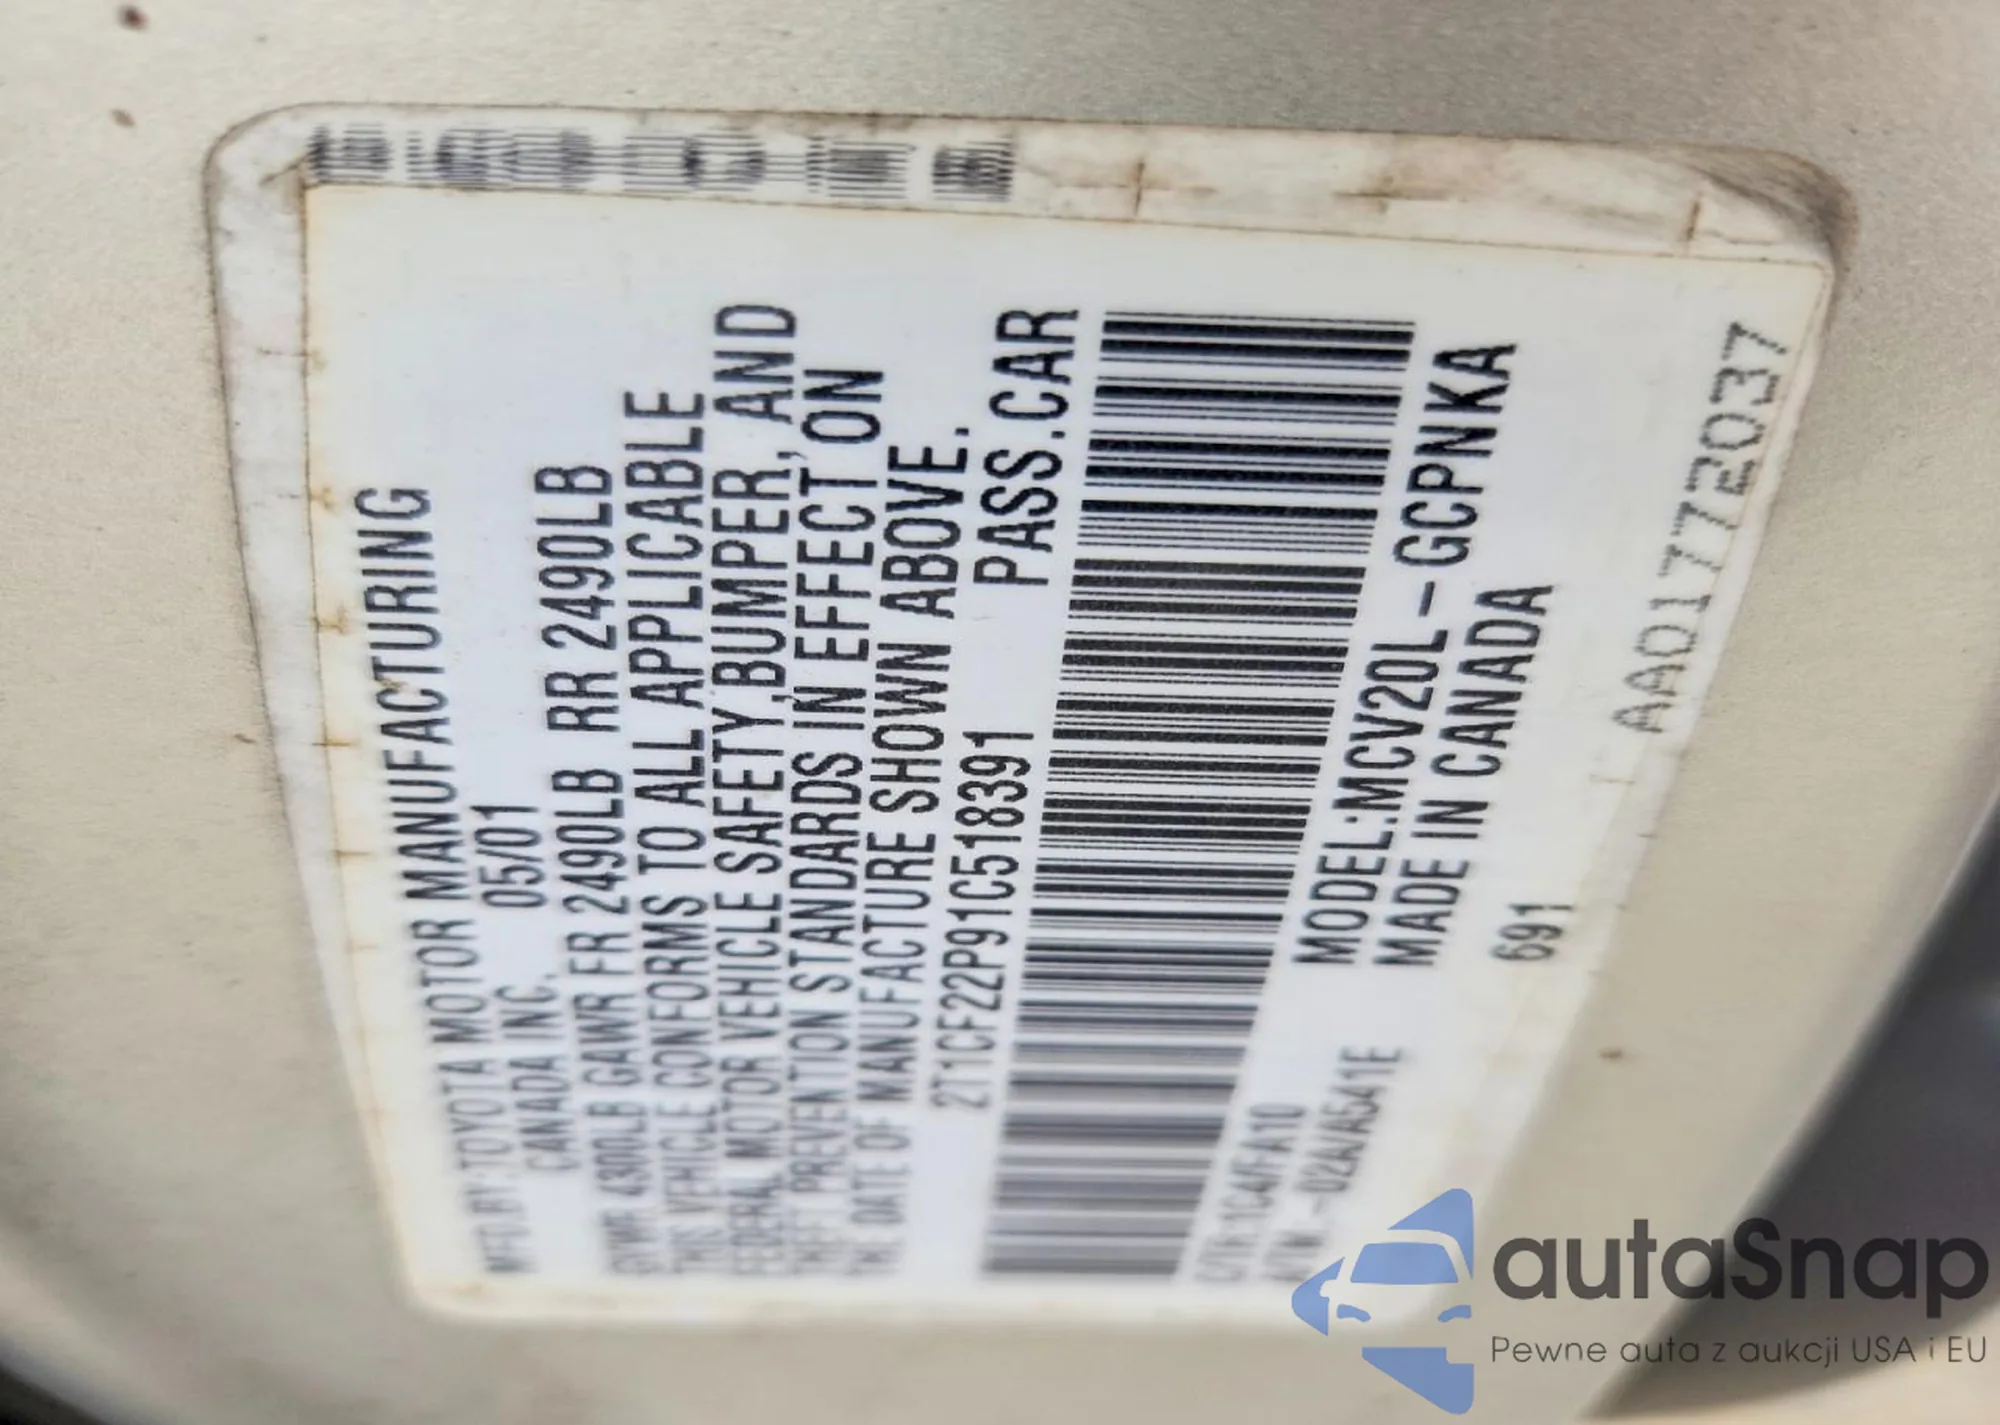 MFD.BY:TOYOTA MOTOR MANUFACTURING
CANADA INC. 05/01
GVWR 4300LB GAWR FR 2490LB RR 2490LB
THIS VEHICLE CONFORMS TO ALL APPLICABLE
FEDERAL MOTOR VEHICLE SAFETY,BUMPER, AND
THEFT PREVENTION STANDARDS IN EFFECT ON
THE DATE OF MANUFACTURE SHOWN ABOVE.
2T1CF22P91C518391 PASS.CAR
C/TR:1C4/FA10 MODEL:MCV20L-GCPNKA
MADE IN CANADA
691
AA01772037
autaSnap
Pewne auta z aukcji USA i EU